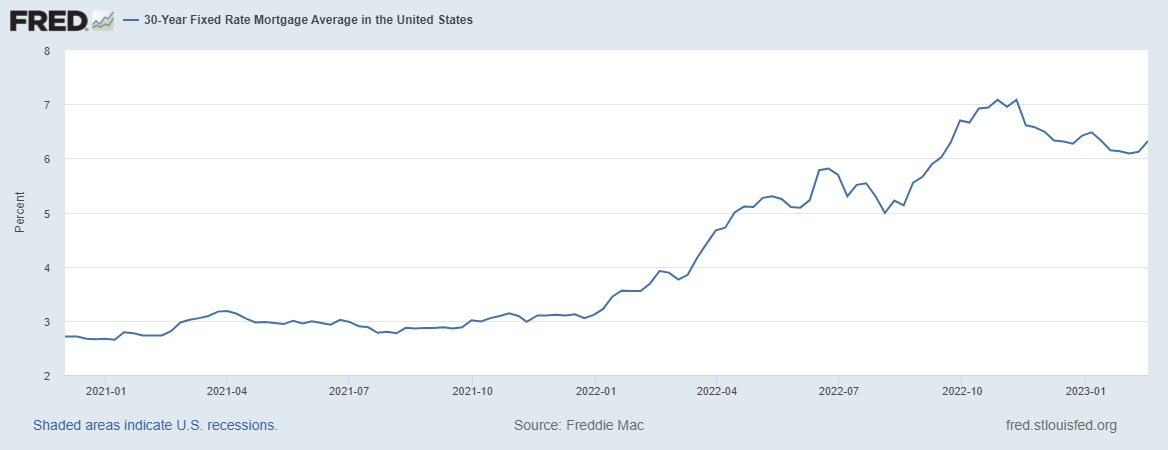 FRED
30-Year Fixed Rate Mortgage Average in the United States
8
7
6
5
4
3
2
Percent
2021-01 2021-04 2021-07 2021-10 2022-01 2022-04 2022-07 2022-10 2023-01
Shaded areas indicate U.S. recessions. Source: Freddie Mac fred.stlouisfed.org